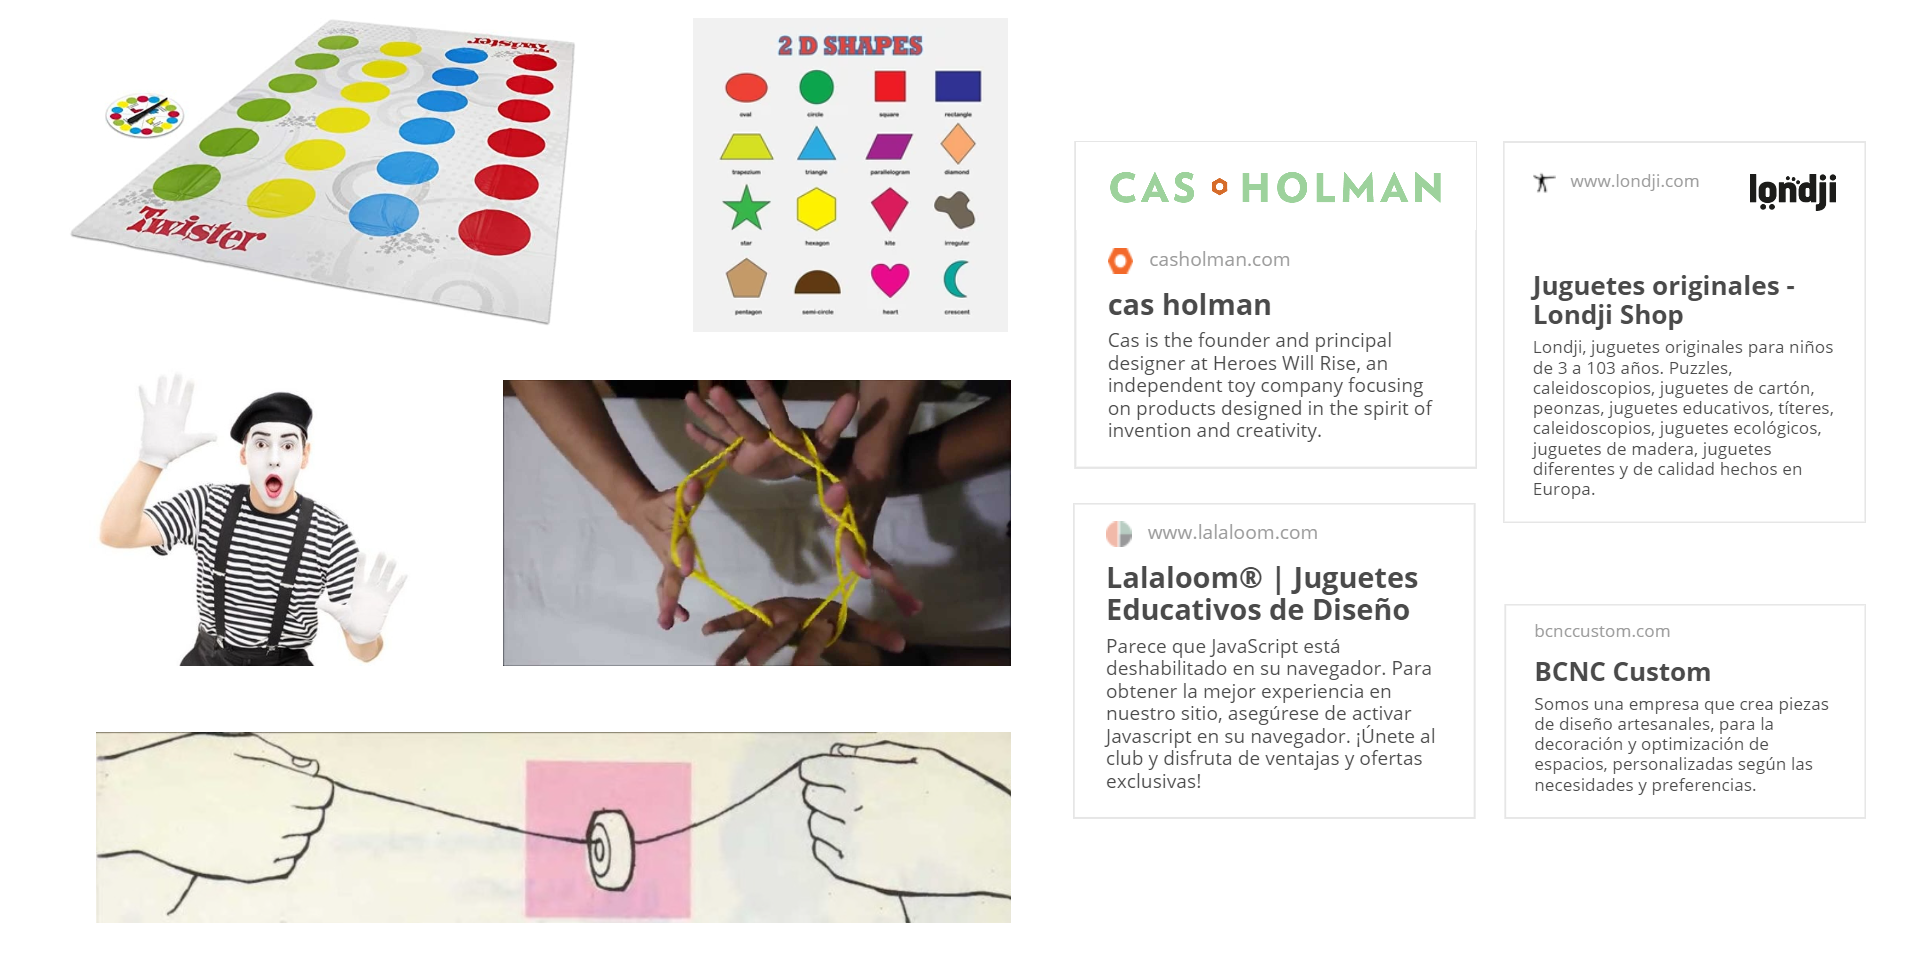 Twister
Twister
2 D SHAPES
oval
circle
square
rectangle
trapezium
triangle
parallelogram
diamond
star
hexagon
kite
irregular
pentagon
semi-circle
heart
crescent
CAS HOLMAN
casholman.com
cas holman
Cas is the founder and principal
designer at Heroes Will Rise, an
independent toy company focusing
on products designed in the spirit of
invention and creativity.
www.londji.com
londji
Juguetes originales -
Londji Shop
Londji, juguetes originales para niños
de 3 a 103 años. Puzzles,
caleidoscopios, juguetes de cartón,
peonzas, juguetes educativos, títeres,
caleidoscopios, juguetes ecológicos,
juguetes de madera, juguetes
diferentes y de calidad hechos en
Europa.
www.lalaloom.com
Lalaloom® | Juguetes
Educativos de Diseño
Parece que JavaScript está
deshabilitado en su navegador. Para
obtener la mejor experiencia en
nuestro sitio, asegúrese de activar
Javascript en su navegador. ¡Únete al
club y disfruta de ventajas y ofertas
exclusivas!
bcnccustom.com
BCNC Custom
Somos una empresa que crea piezas
de diseño artesanales, para la
decoración y optimización de
espacios, personalizadas según las
necesidades y preferencias.